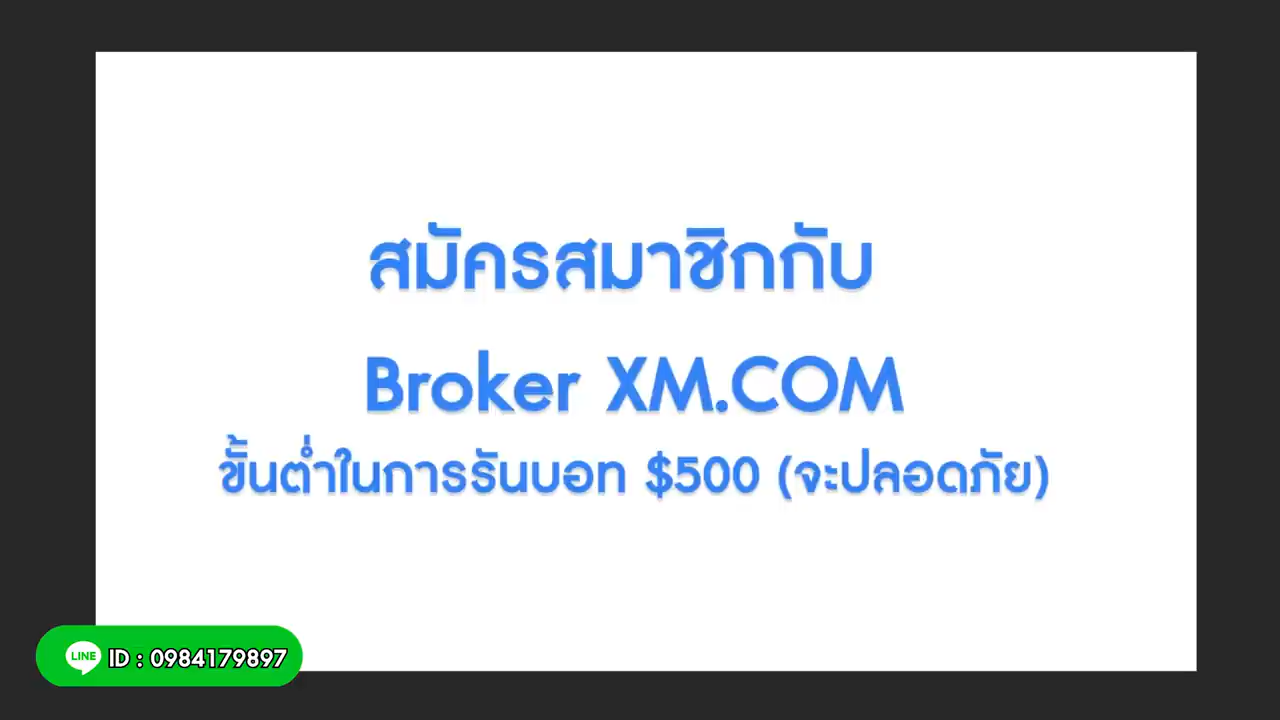 สมัครสมาชิกกับ
Broker XM.COM
ขั้นต่ำในการรันบอท $500 (จะปลอดภัย)
LINE ID : 0984179897